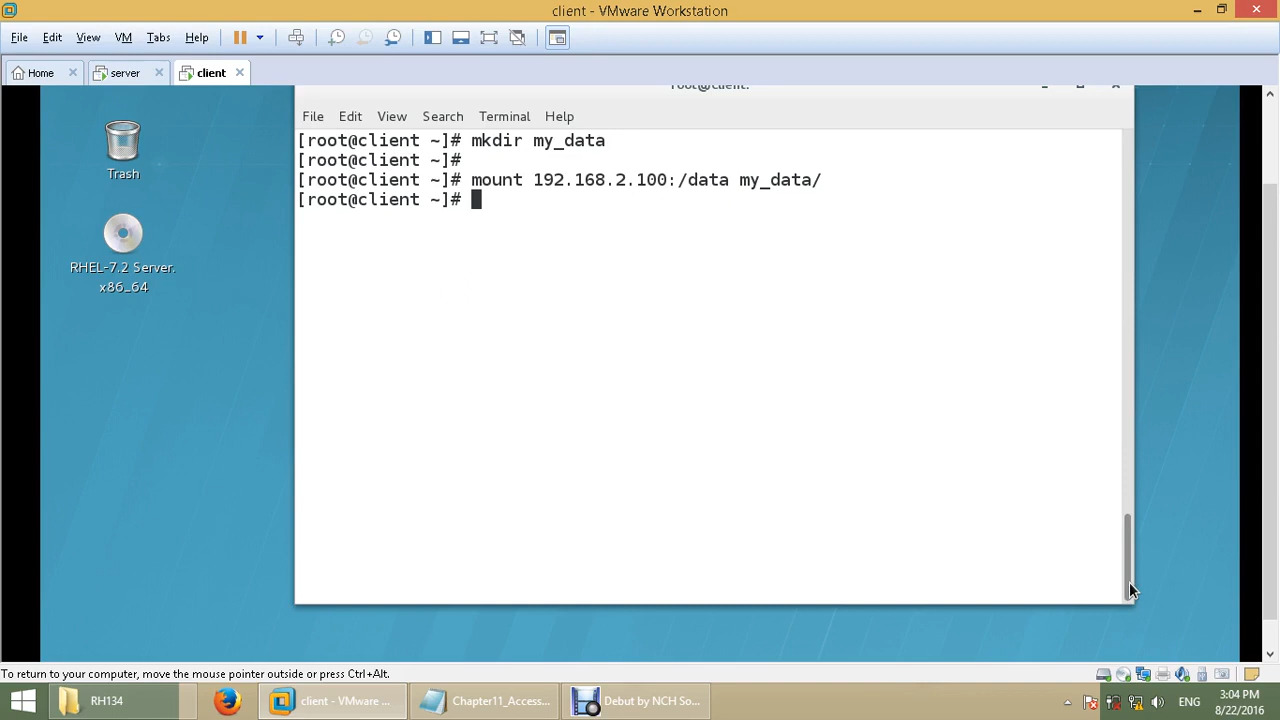 client - VMware Workstation
File Edit View VM Tabs Help
Home server client
root@client:
File Edit View Search Terminal Help
[root@client ~]# mkdir my_data
[root@client ~]#
[root@client ~]# mount 192.168.2.100:/data my_data/
[root@client ~]#
Trash
RHEL-7.2 Server.
x86_64
To return to your computer, move the mouse pointer outside or press Ctrl+Alt.
RH134 client - VMware ... Chapter11_Access... Debut by NCH So... ENG 3:04 PM
8/22/2016